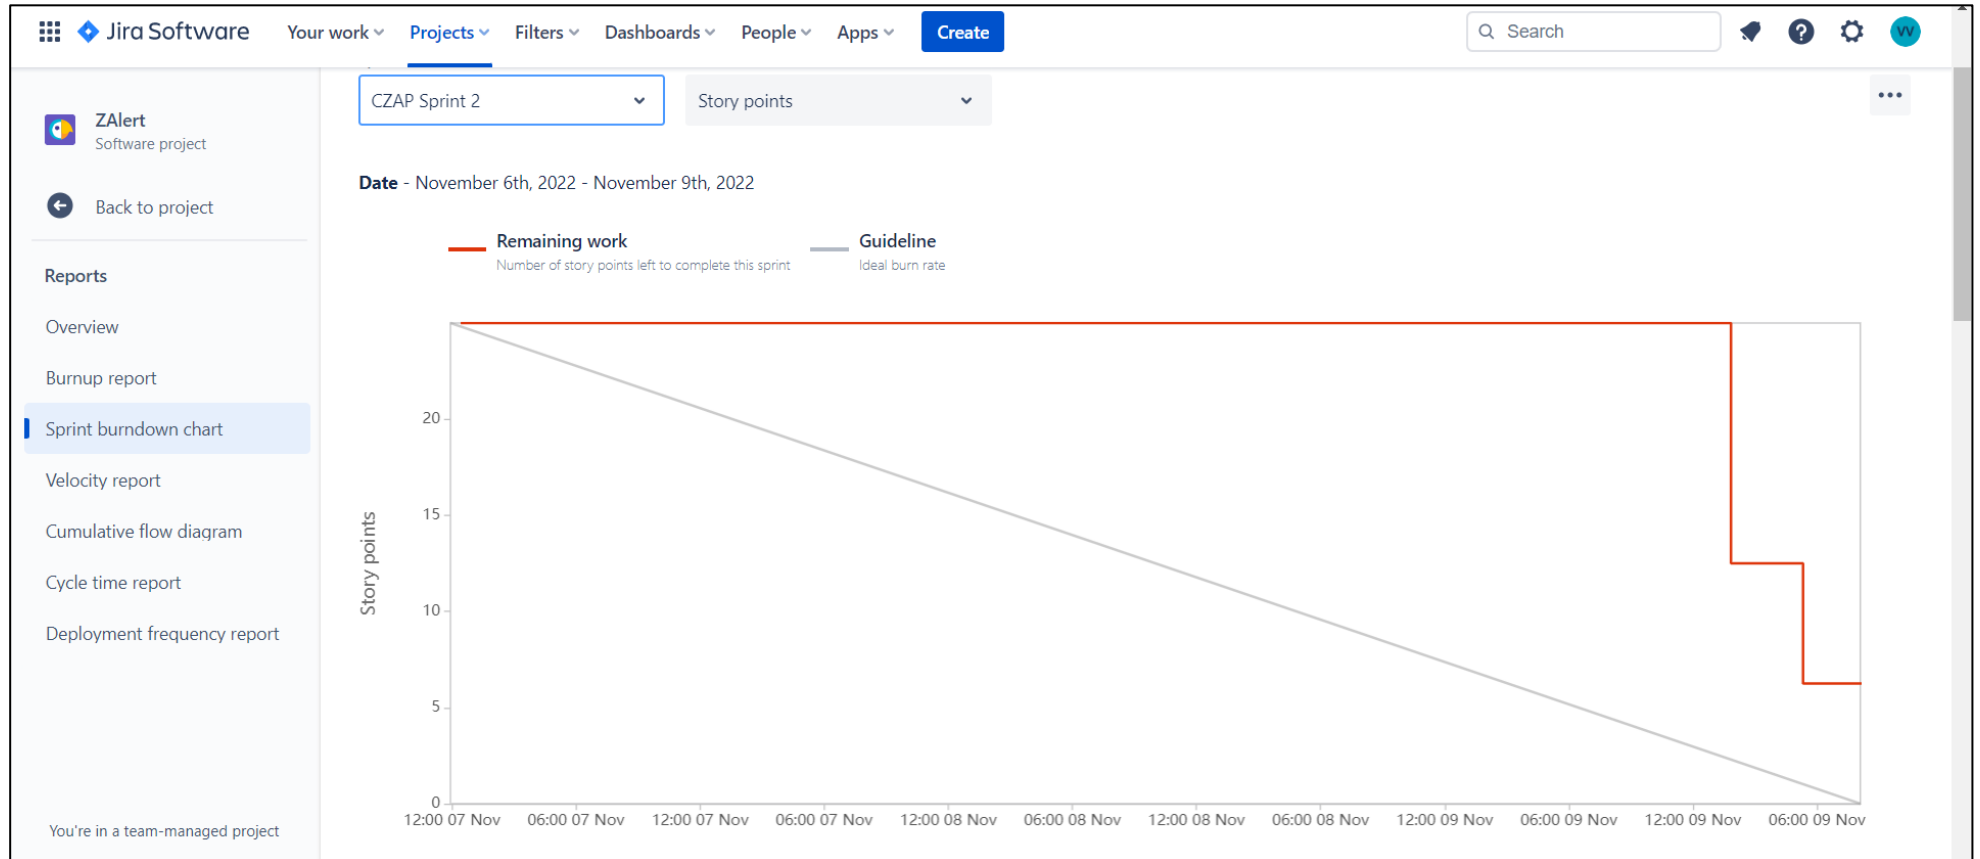 Jira Software Your work Projects Filters Dashboards People Apps Create Search VV
CZAP Sprint 2 Story points
ZAlert
Software project
Date - November 6th, 2022 - November 9th, 2022
Back to project
Remaining work Guideline
Number of story points left to complete this sprint Ideal burn rate
Reports
Overview
Burnup report
Sprint burndown chart
Velocity report
Cumulative flow diagram
Cycle time report
Deployment frequency report
You're in a team-managed project
Story points
20
15
10
5
0
12:00 07 Nov 06:00 07 Nov 12:00 07 Nov 06:00 07 Nov 12:00 08 Nov 06:00 08 Nov 12:00 08 Nov 06:00 08 Nov 12:00 09 Nov 06:00 09 Nov 12:00 09 Nov 06:00 09 Nov